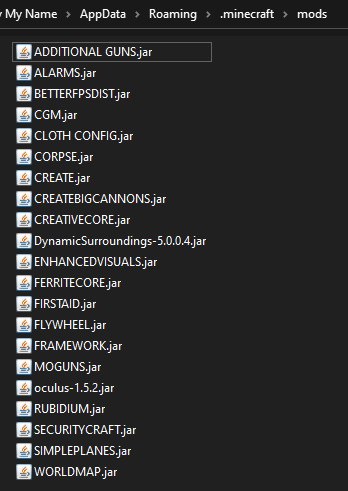 y My Name > AppData > Roaming > .minecraft > mods
ADDITIONAL GUNS.jar
ALARMS.jar
BETTERFPSDIST.jar
CGM.jar
CLOTH CONFIG.jar
CORPSE.jar
CREATE.jar
CREATEBIGCANNONS.jar
CREATIVECORE.jar
DynamicSurroundings-5.0.0.4.jar
ENHANCEDVISUALS.jar
FERRITECORE.jar
FIRSTAID.jar
FLYWHEEL.jar
FRAMEWORK.jar
MOGUNS.jar
oculus-1.5.2.jar
RUBIDIUM.jar
SECURITYCRAFT.jar
SIMPLEPLANES.jar
WORLDMAP.jar